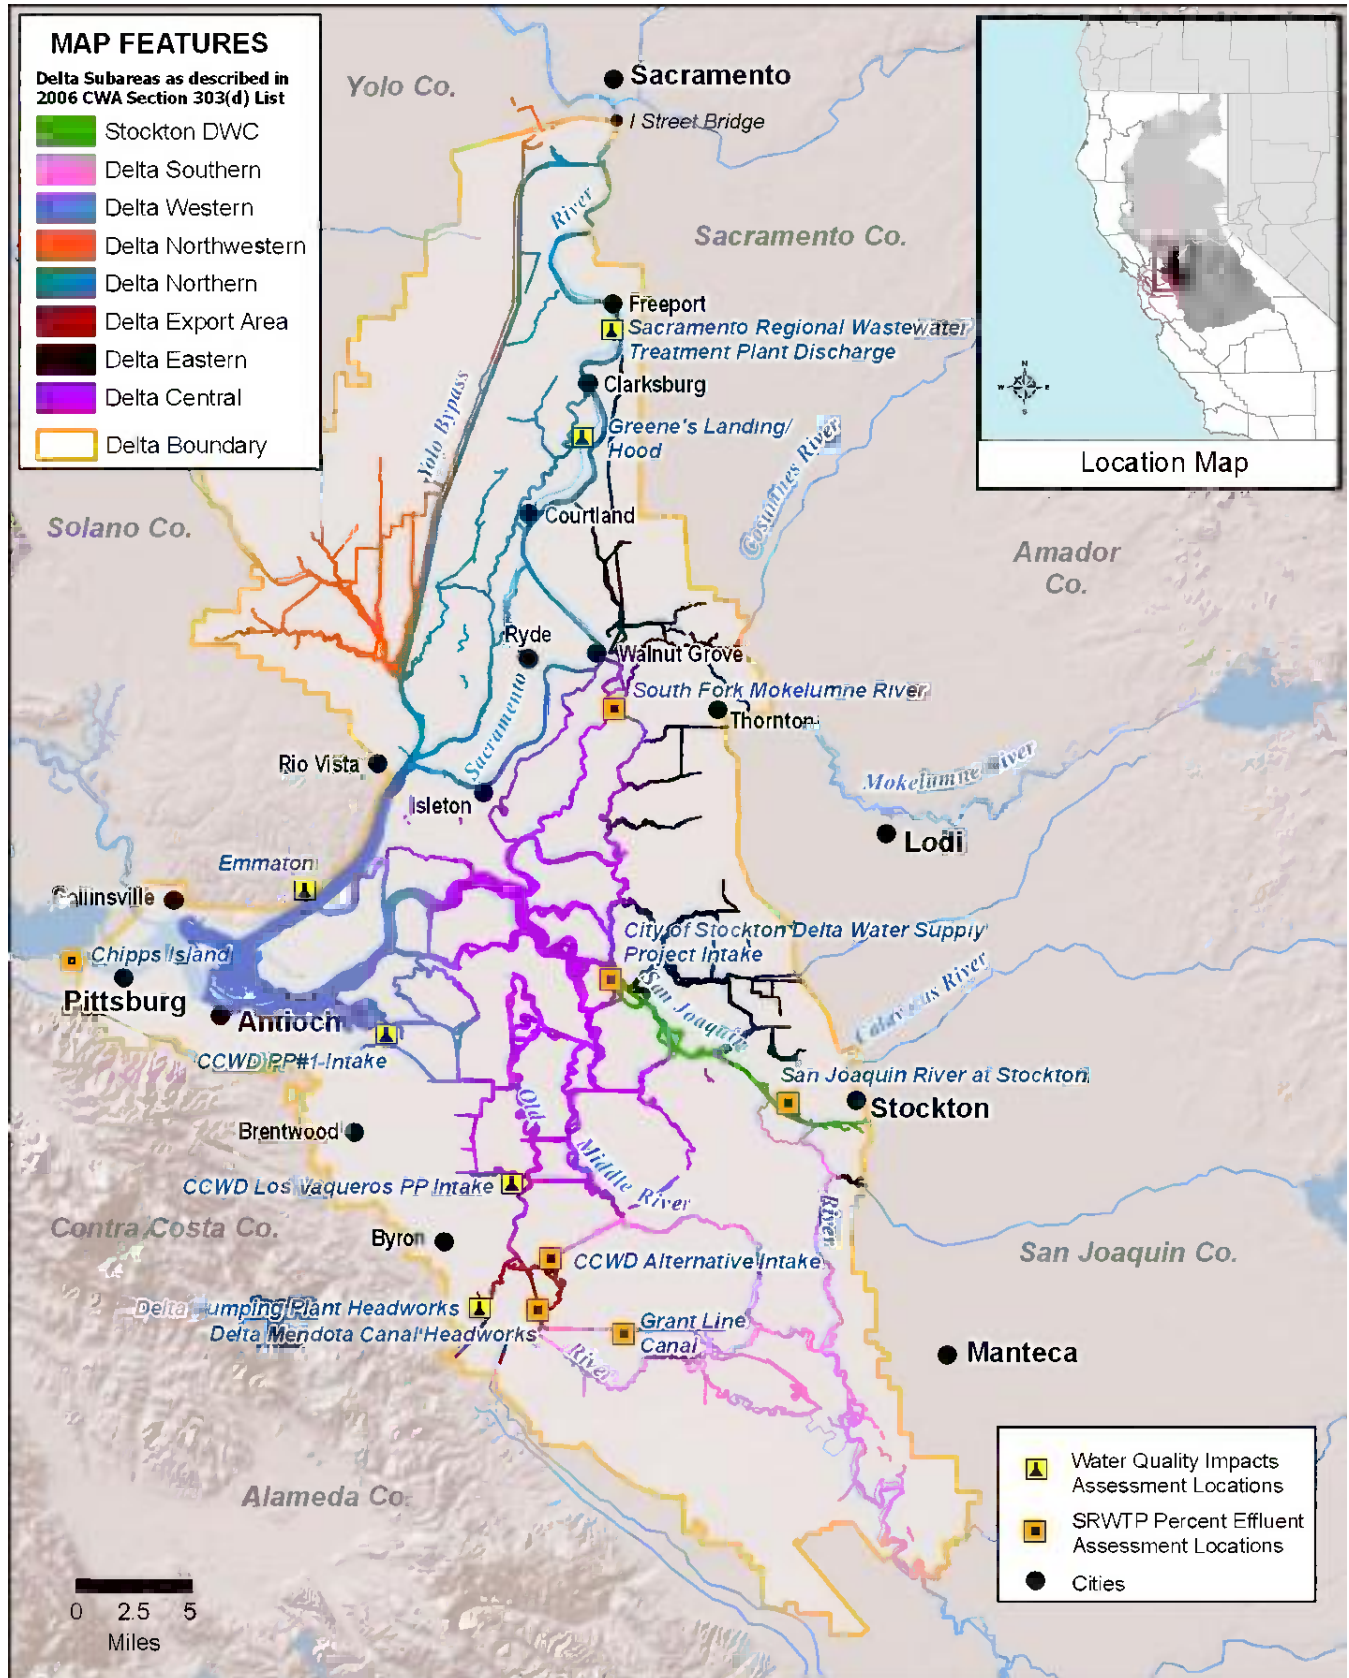 MAP FEATURES
Delta Subareas as described in
2006 CWA Section 303(d) List
Stockton DWC
Delta Southern
Delta Western
Delta Northwestern
Delta Northern
Delta Export Area
Delta Eastern
Delta Central
Delta Boundary
Yolo Co.
Sacramento
I Street Bridge
River
Sacramento Co.
Location Map
N
W
E
S
Freeport
Sacramento Regional Wastewater
Treatment Plant Discharge
Clarksburg
Yolo Bypass
Greene's Landing/
Hood
Cosumnes River
Solano Co.
Courtland
Amador
Co.
Ryde
Walnut Grove
Sacramento
South Fork Mokelumne River
Thornton
Rio Vista
Isleton
Mokelumne River
Lodi
Emmaton
Collinsville
City of Stockton Delta Water Supply
Project Intake
Chipps Island
Pittsburg
San Joaquin
Calaveras River
Antioch
CCWD PP#1-Intake
San Joaquin River at Stockton
Stockton
Old
Brentwood
Middle River
CCWD Los Vaqueros PP Intake
River
Contra Costa Co.
Byron
San Joaquin Co.
CCWD Alternative Intake
Delta Pumping Plant Headworks
Delta Mendota Canal Headworks
Grant Line
Canal
River
Manteca
Alameda Co.
Water Quality Impacts
Assessment Locations
SRWTP Percent Effluent
Assessment Locations
Cities
0 2.5 5
Miles